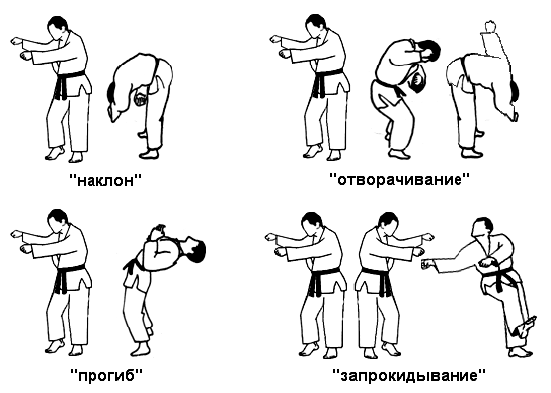 "наклон"
"отворачивание"
"прогиб"
"запрокидывание"